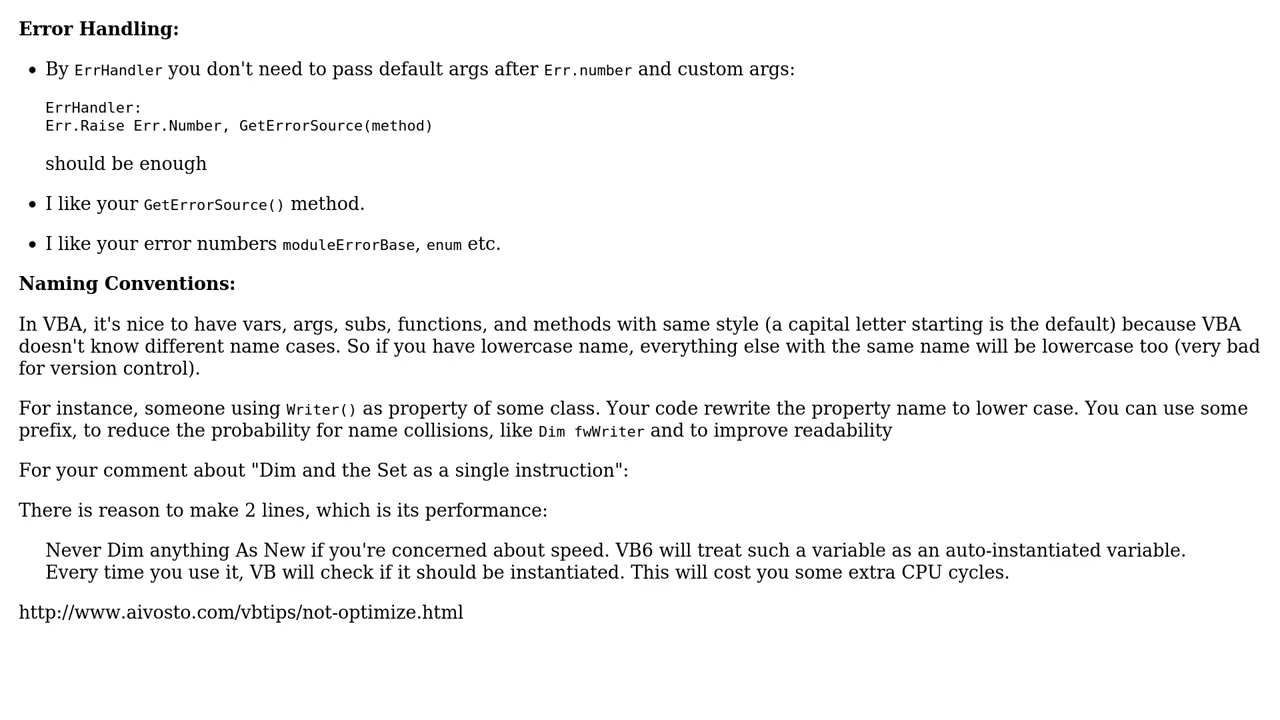 Error Handling:
• By ErrHandler you don't need to pass default args after Err.number and custom args:
ErrHandler:
Err.Raise Err.Number, GetErrorSource(method)
should be enough
• I like your GetErrorSource() method.
• I like your error numbers moduleErrorBase, enum etc.
Naming Conventions:
In VBA, it's nice to have vars, args, subs, functions, and methods with same style (a capital letter starting is the default) because VBA
doesn't know different name cases. So if you have lowercase name, everything else with the same name will be lowercase too (very bad
for version control).
For instance, someone using Writer() as property of some class. Your code rewrite the property name to lower case. You can use some
prefix, to reduce the probability for name collisions, like Dim fwWriter and to improve readability
For your comment about "Dim and the Set as a single instruction":
There is reason to make 2 lines, which is its performance:
Never Dim anything As New if you're concerned about speed. VB6 will treat such a variable as an auto-instantiated variable.
Every time you use it, VB will check if it should be instantiated. This will cost you some extra CPU cycles.
http://www.aivosto.com/vbtips/not-optimize.html